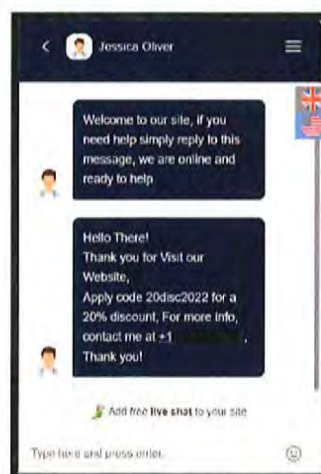 Jessica Oliver
Welcome to our site, if you
need help simply reply to this
message, we are online and
ready to help
Hello There!
Thank you for Visit our
Website,
Apply code 20disc2022 for a
20% discount, For more Info,
contact me at +1 .
Thank you!
Add free live chat to your site
Type here and press enter.